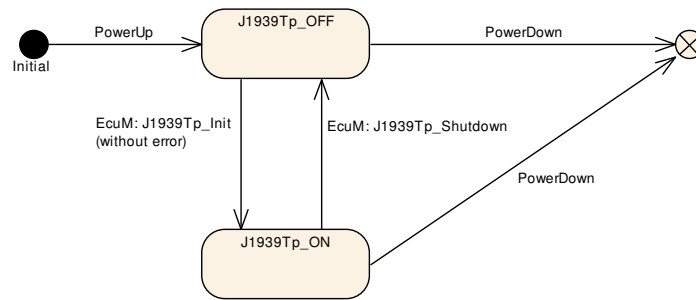 J1939Tp_OFF
PowerUp
PowerDown
Initial
EcuM: J1939Tp_Init
(without error)
EcuM: J1939Tp_Shutdown
PowerDown
J1939Tp_ON